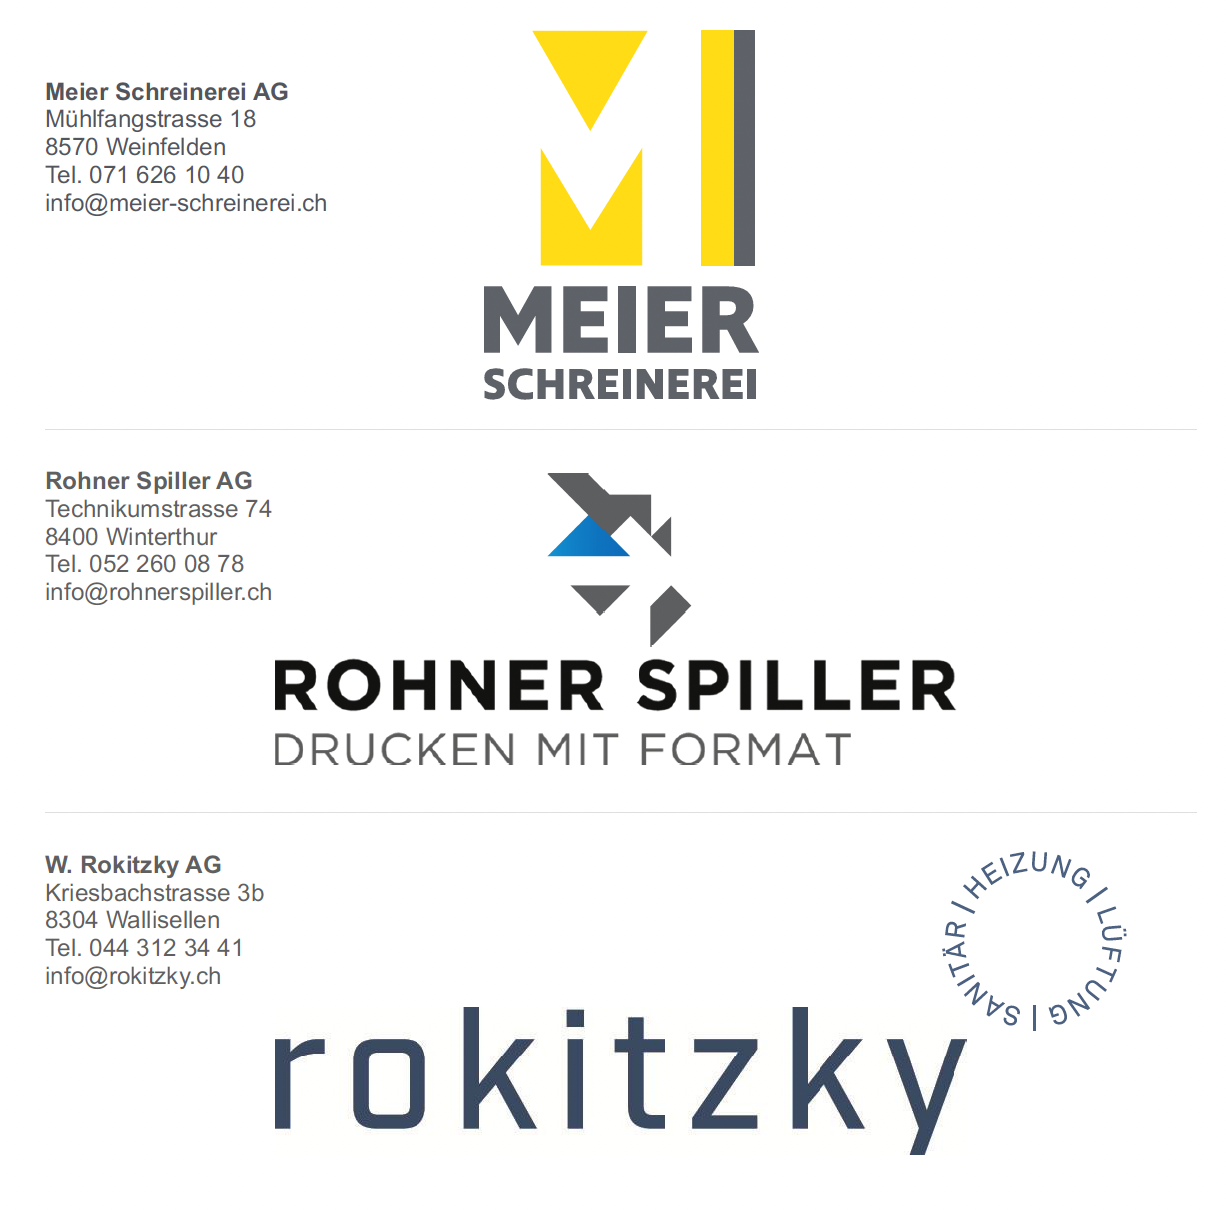 Meier Schreinerei AG
Mühlfangstrasse 18
8570 Weinfelden
Tel. 071 626 10 40
info@meier-schreinerei.ch
MEIER
SCHREINEREI
Rohner Spiller AG
Technikumstrasse 74
8400 Winterthur
Tel. 052 260 08 78
info@rohnerspiller.ch
ROHNER SPILLER
DRUCKEN MIT FORMAT
W. Rokitzky AG
Kriesbachstrasse 3b
8304 Wallisellen
Tel. 044 312 34 41
info@rokitzky.ch
SANITÄR | HEIZUNG | LÜFTUNG |
rokitzky